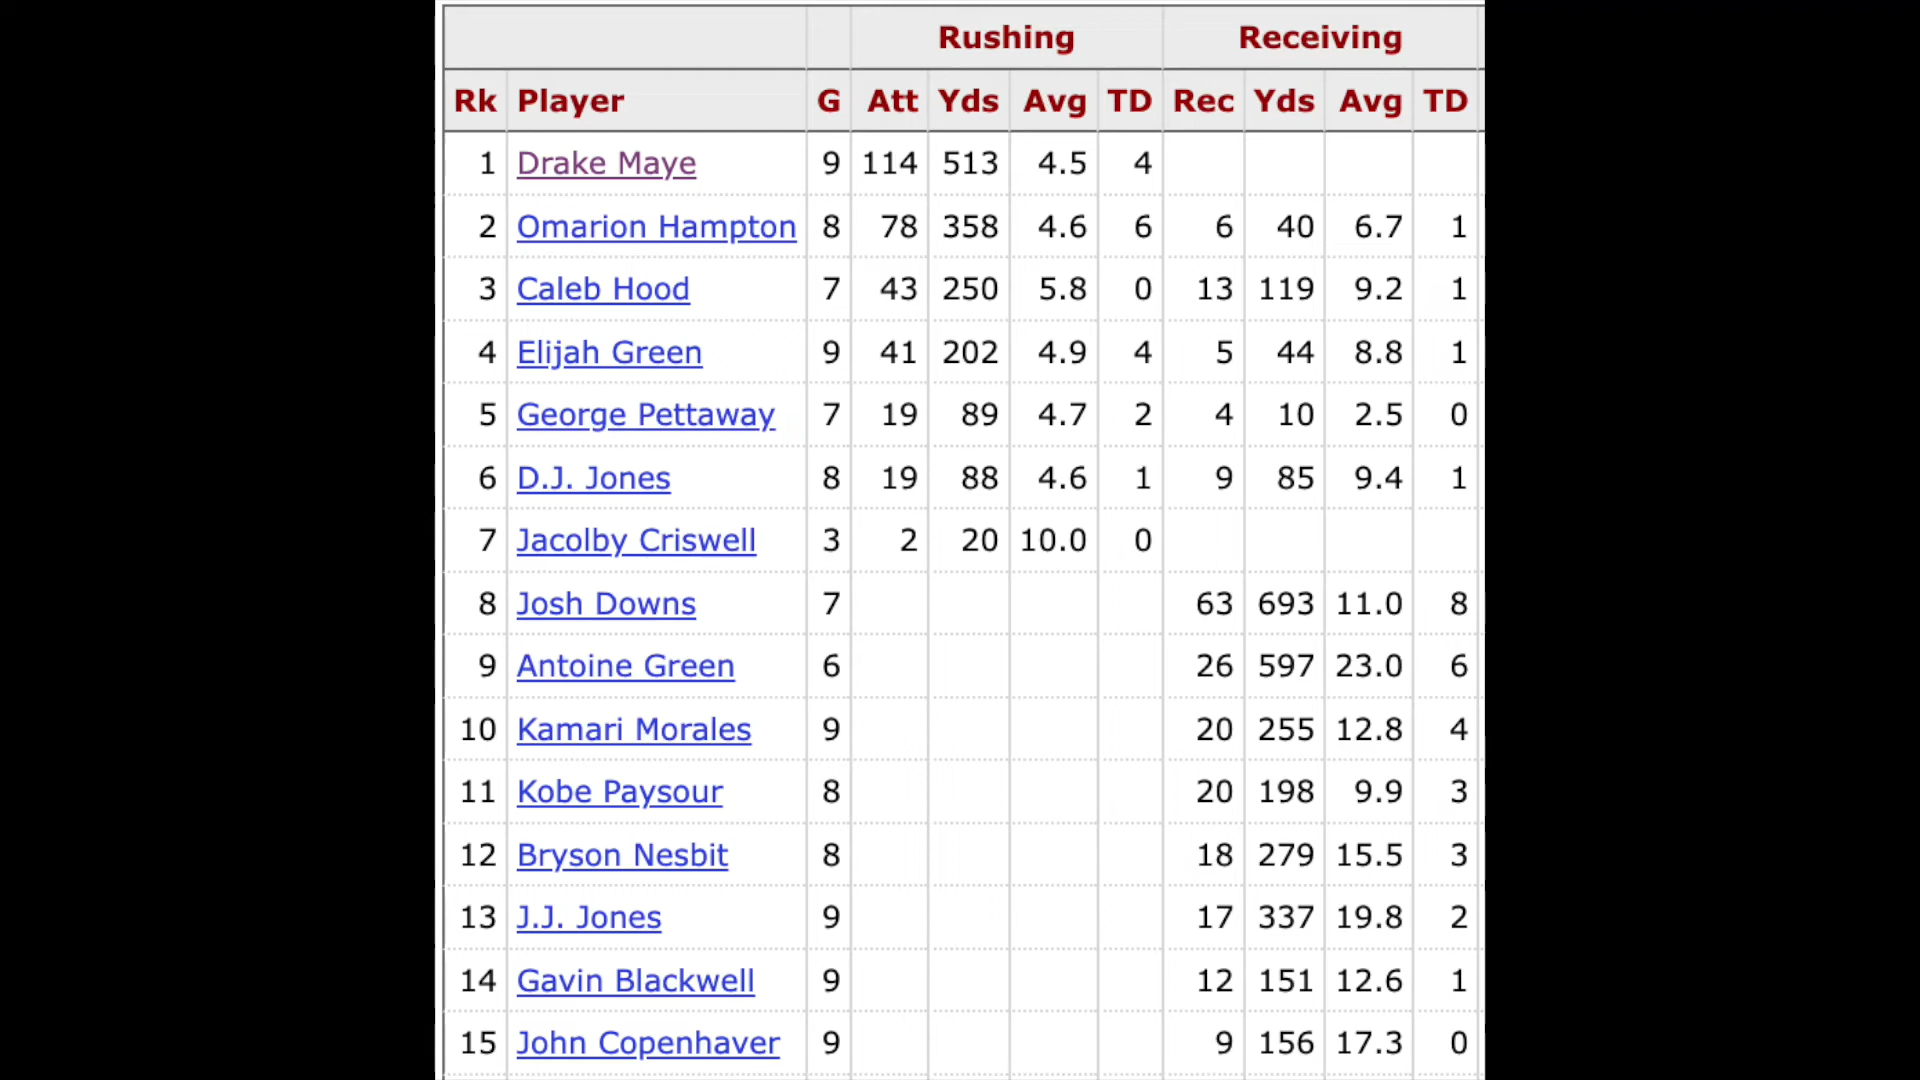 Rushing Receiving
Rk Player G Att Yds Avg TD Rec Yds Avg TD
1 Drake Maye 9 114 513 4.5 4
2 Omarion Hampton 8 78 358 4.6 6 6 40 6.7 1
3 Caleb Hood 7 43 250 5.8 0 13 119 9.2 1
4 Elijah Green 9 41 202 4.9 4 5 44 8.8 1
5 George Pettaway 7 19 89 4.7 2 4 10 2.5 0
6 D.J. Jones 8 19 88 4.6 1 9 85 9.4 1
7 Jacolby Criswell 3 2 20 10.0 0
8 Josh Downs 7 63 693 11.0 8
9 Antoine Green 6 26 597 23.0 6
10 Kamari Morales 9 20 255 12.8 4
11 Kobe Paysour 8 20 198 9.9 3
12 Bryson Nesbit 8 18 279 15.5 3
13 J.J. Jones 9 17 337 19.8 2
14 Gavin Blackwell 9 12 151 12.6 1
15 John Copenhaver 9 9 156 17.3 0